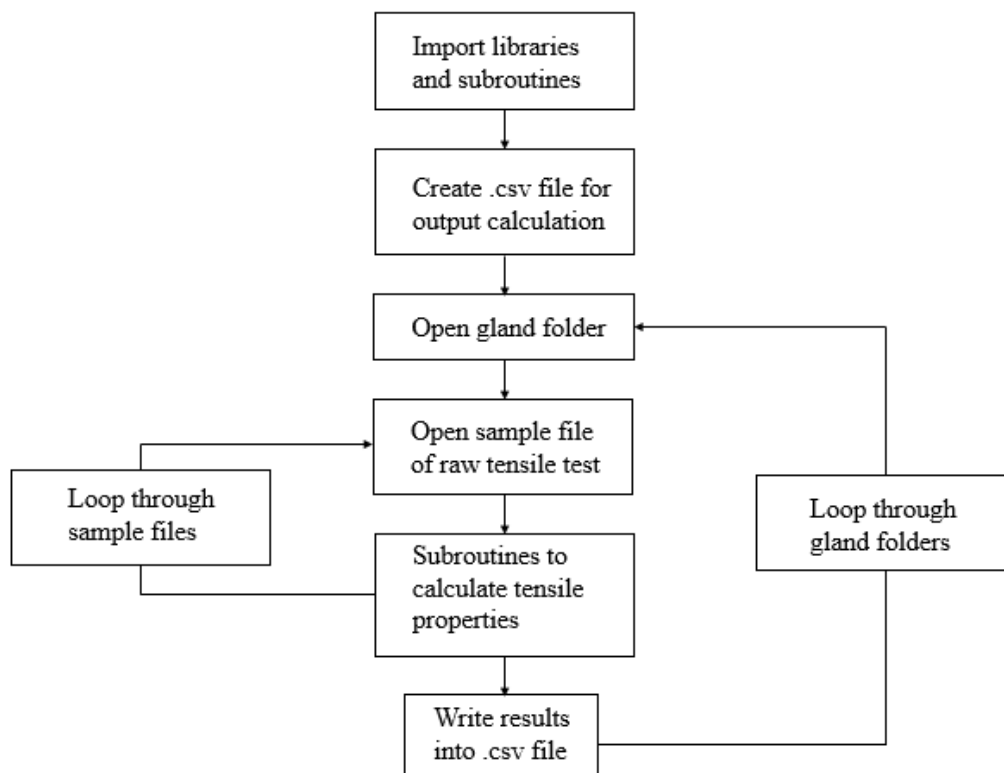 Import libraries
and subroutines
Create .csv file for
output calculation
Open gland folder
Open sample file
of raw tensile test
Loop through
sample files
Loop through
gland folders
Subroutines to
calculate tensile
properties
Write results
into .csv file